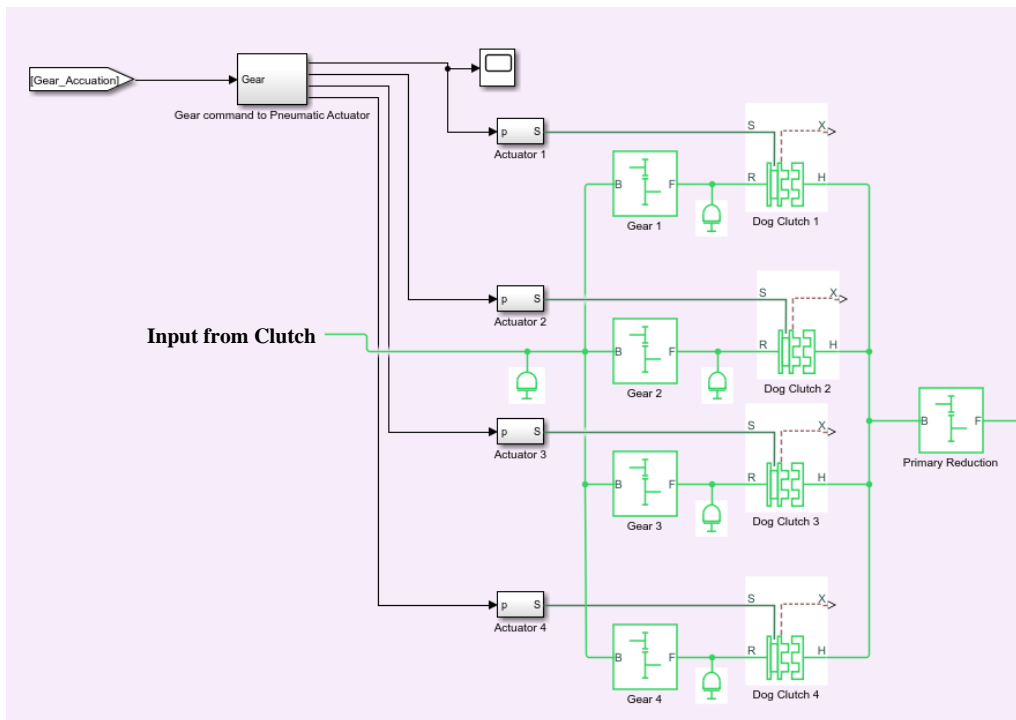 [Gear_Accuation]
Gear
Gear command to Pneumatic Actuator
p S
Actuator 1
S X
R H
Dog Clutch 1
B F
Gear 1
p S
Actuator 2
S X
R H
Dog Clutch 2
Input from Clutch
B F
Gear 2
p S
Actuator 3
S X
R H
Dog Clutch 3
B F
Gear 3
B F
Primary Reduction
p S
Actuator 4
S X
R H
Dog Clutch 4
B F
Gear 4